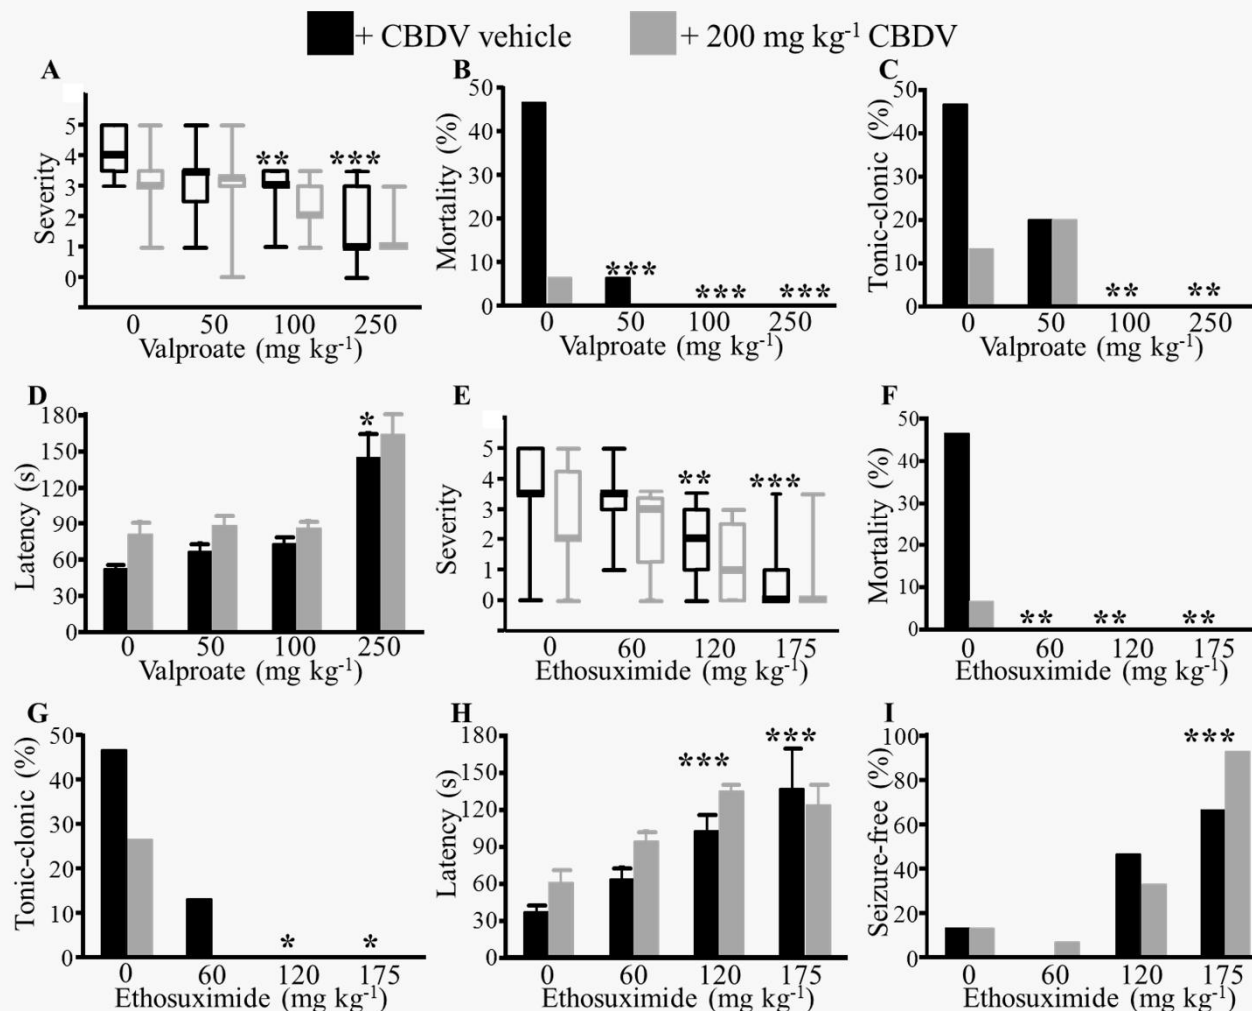 + CBDV vehicle + 200 mg kg⁻¹ CBDV
A
5
4
3
2
1
0
Severity
** ***
0 50 100 250
Valproate (mg kg⁻¹)
B
50
40
30
20
10
0
Mortality (%)
*** *** ***
0 50 100 250
Valproate (mg kg⁻¹)
C
50
40
30
20
10
0
Tonic-clonic (%)
** **
0 50 100 250
Valproate (mg kg⁻¹)
D
180
150
120
90
60
30
0
Latency (s)
*
0 50 100 250
Valproate (mg kg⁻¹)
E
5
4
3
2
1
0
Severity
** ***
0 60 120 175
Ethosuximide (mg kg⁻¹)
F
50
40
30
20
10
0
Mortality (%)
** ** **
0 60 120 175
Ethosuximide (mg kg⁻¹)
G
50
40
30
20
10
0
Tonic-clonic (%)
* *
0 60 120 175
Ethosuximide (mg kg⁻¹)
H
180
150
120
90
60
30
0
Latency (s)
*** ***
0 60 120 175
Ethosuximide (mg kg⁻¹)
I
100
80
60
40
20
0
Seizure-free (%)
***
0 60 120 175
Ethosuximide (mg kg⁻¹)